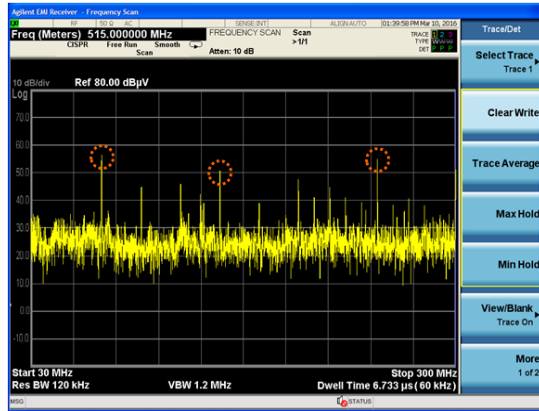 Agilent EMI Receiver - Frequency Scan
RF 50 Ω AC SENSE:INT ALIGN AUTO 01:39:58 PM Mar 10, 2016
Freq (Meters) 515.000000 MHz FREQUENCY SCAN Scan TRACE 1 2 3
CISPR Free Run Smooth >1/1 TYPE
Scan Atten: 10 dB DET P P P
10 dB/div Ref 80.00 dBµV
Log
70.0
60.0
50.0
40.0
30.0
20.0
10.0
0.0
-10.0
Start 30 MHz Stop 300 MHz
Res BW 120 kHz VBW 1.2 MHz Dwell Time 6.733 µs (60 kHz)
MSG STATUS
Trace/Det
Select Trace
Trace 1
Clear Write
Trace Average
Max Hold
Min Hold
View/Blank
Trace On
More
1 of 2